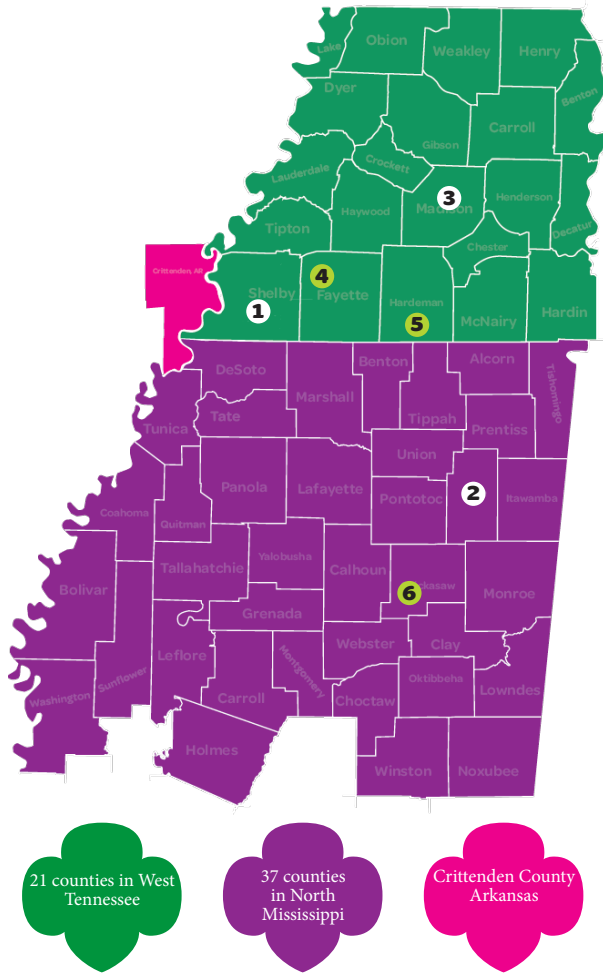 Lake
Obion
Weakley
Henry
Dyer
Benton
Gibson
Carroll
Crockett
Lauderdale
Haywood
3
Madison
Henderson
Decatur
Tipton
Chester
Crittenden, AR
4
Shelby
Fayette
1
Hardeman
5
McNairy
Hardin
DeSoto
Benton
Alcorn
Marshall
Tishomingo
Tunica
Tate
Tippah
Prentiss
Union
Panola
Lafayette
Pontotoc
2
Itawamba
Coahoma
Quitman
Tallahatchie
Yalobusha
Calhoun
6
ckasaw
Monroe
Bolivar
Grenada
Leflore
Webster
Clay
Montgomery
Oktibbeha
Lowndes
Washington
Sunflower
Carroll
Choctaw
Holmes
Winston
Noxubee
21 counties in West
Tennessee
37 counties
in North
Mississippi
Crittenden County
Arkansas